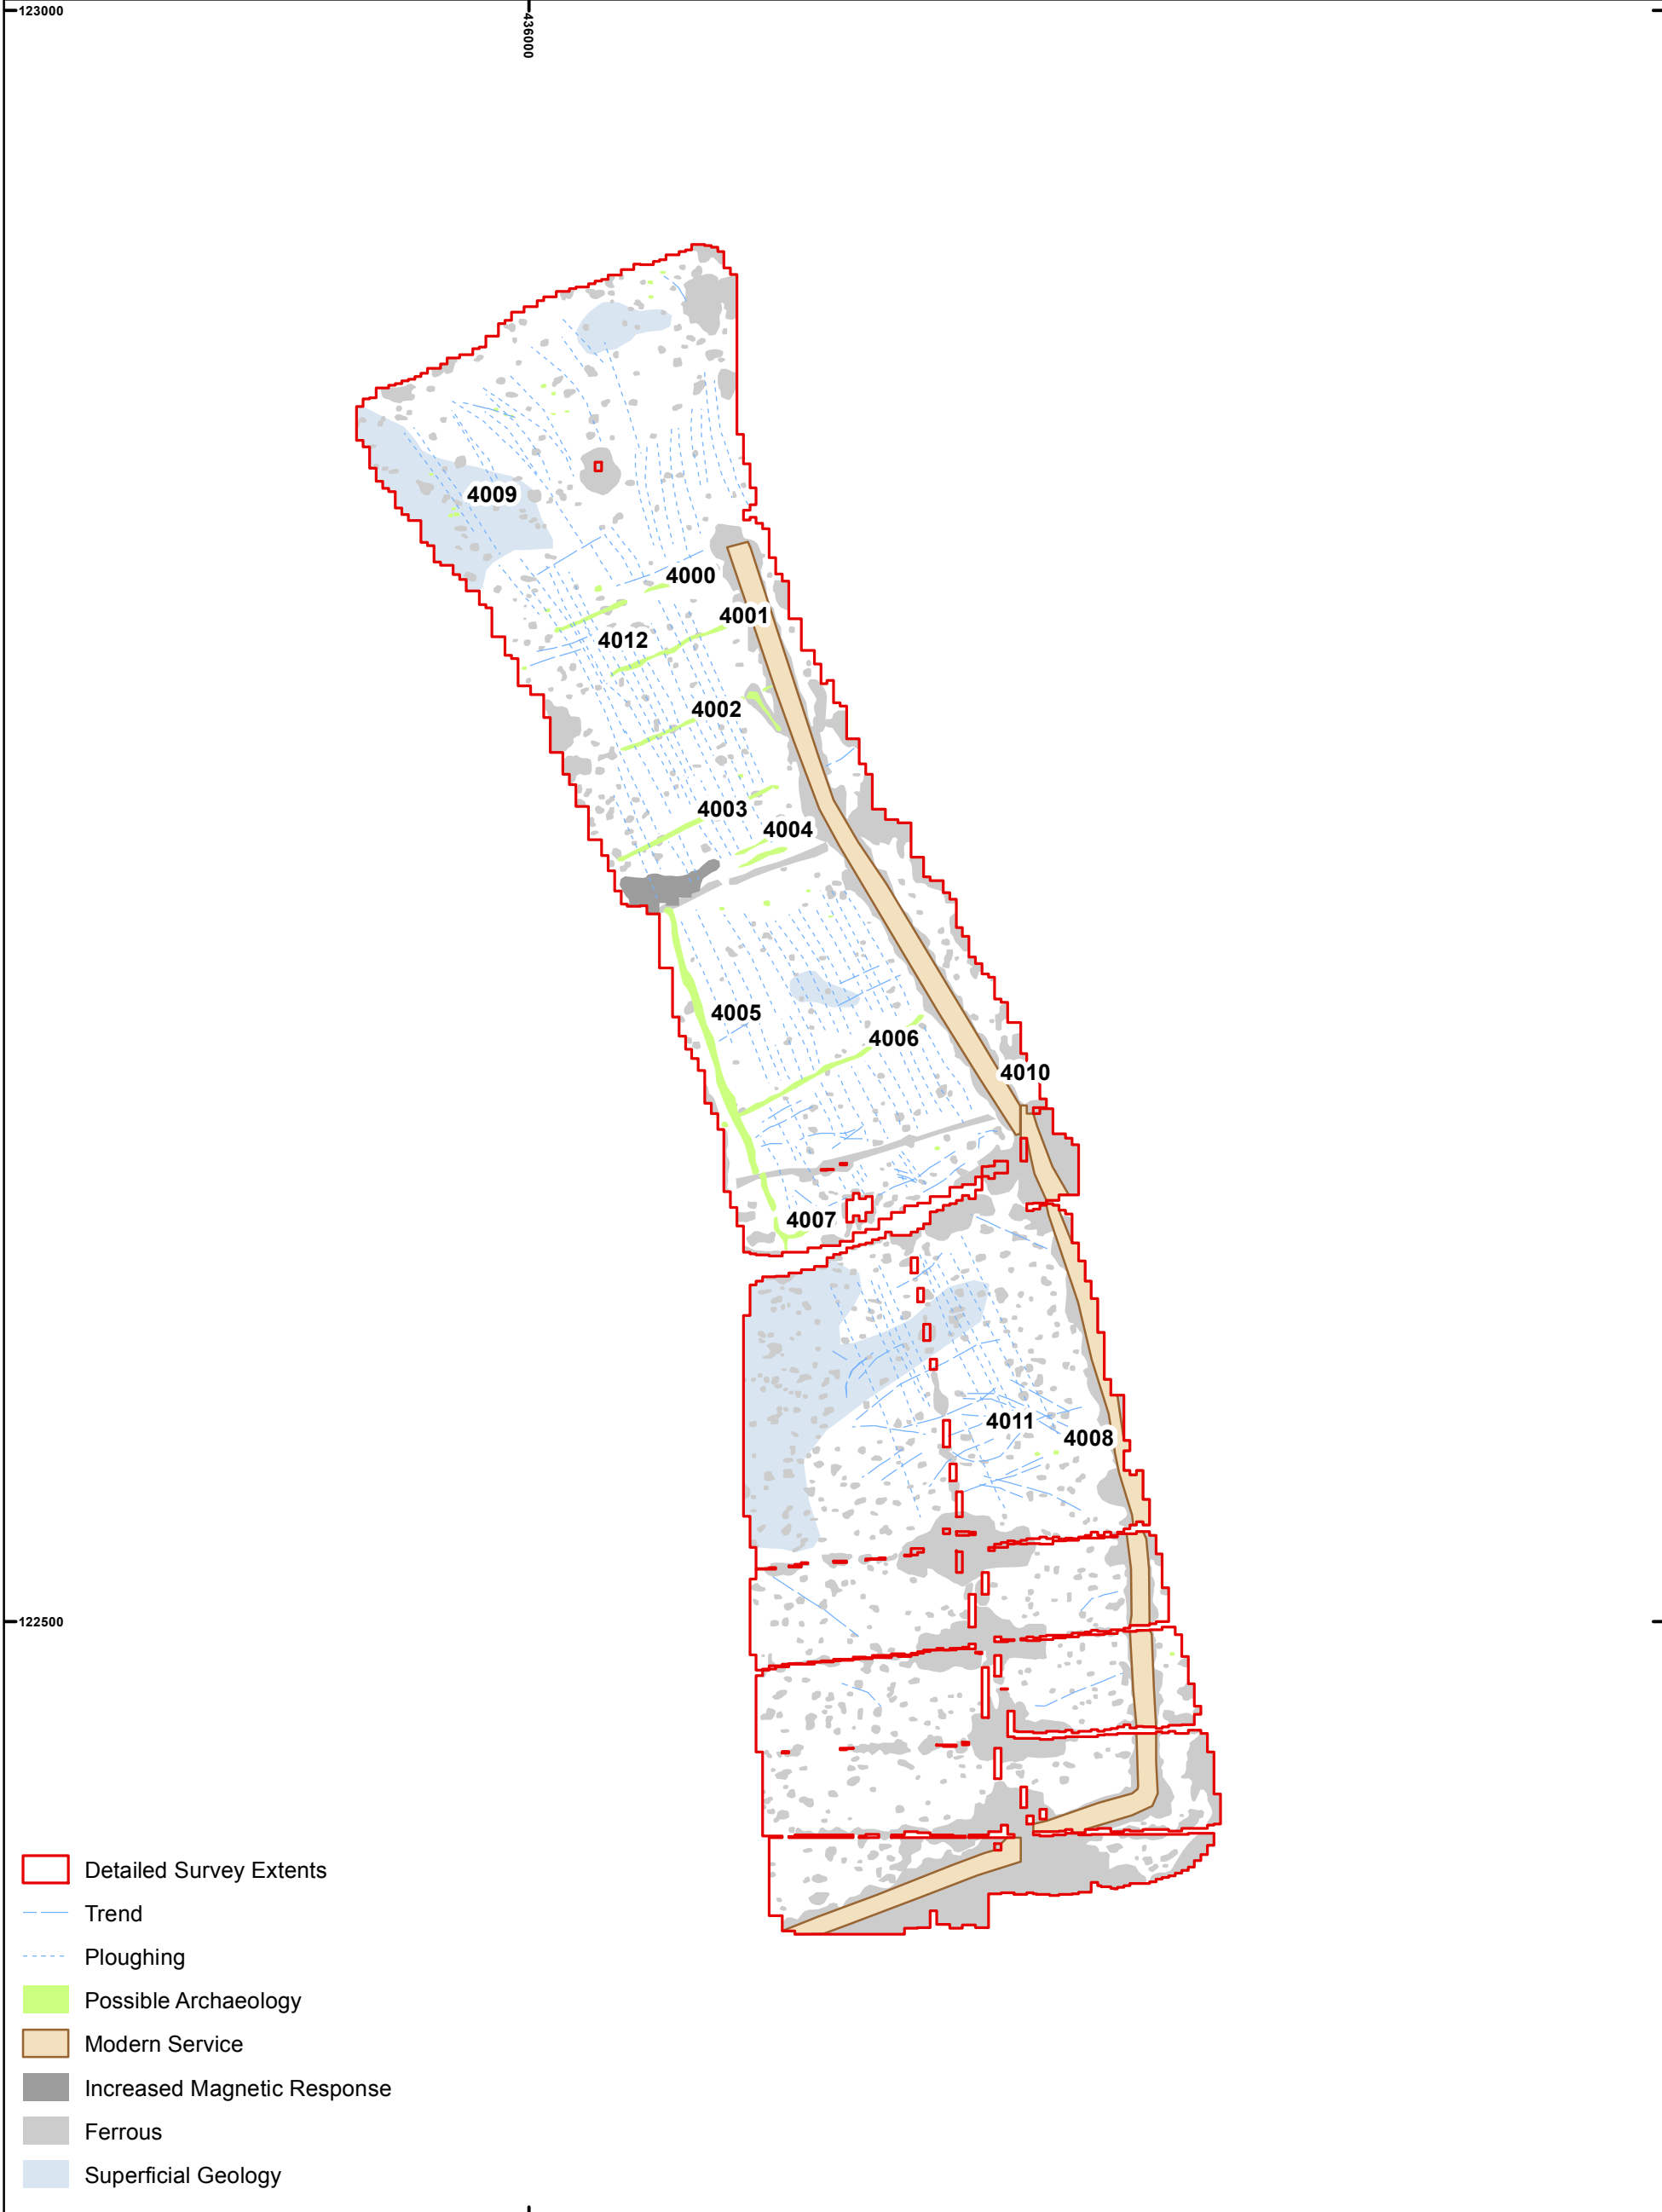 123000
436000
4009
4000
4001
4012
4002
4003
4004
4005
4006
4010
4007
4011
4008
122500
Detailed Survey Extents
Trend
Ploughing
Possible Archaeology
Modern Service
Increased Magnetic Response
Ferrous
Superficial Geology